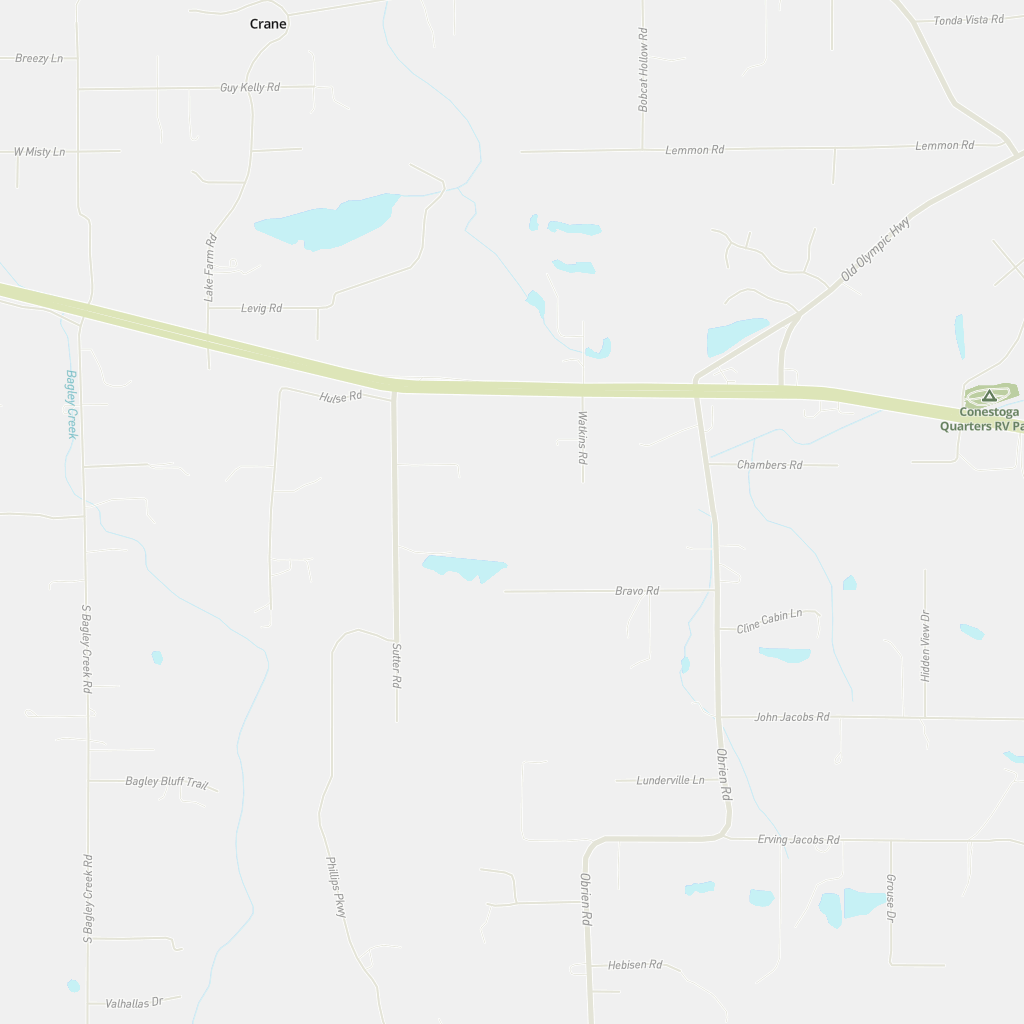 Crane
Tonda Vista Rd
Breezy Ln
Bobcat Hollow Rd
Guy Kelly Rd
W Misty Ln
Lemmon Rd
Lemmon Rd
Old Olympic Hwy
Lake Farm Rd
Levig Rd
Bagley Creek
Hulse Rd
Conestoga
Quarters RV Pa
Watkins Rd
Chambers Rd
Bravo Rd
Cline Cabin Ln
Hidden View Dr
S Bagley Creek Rd
Sutter Rd
John Jacobs Rd
Obrien Rd
Lunderville Ln
Bagley Bluff Trail
Erving Jacobs Rd
Phillips Pkwy
Obrien Rd
Grouse Dr
S Bagley Creek Rd
Hebisen Rd
Valhallas Dr